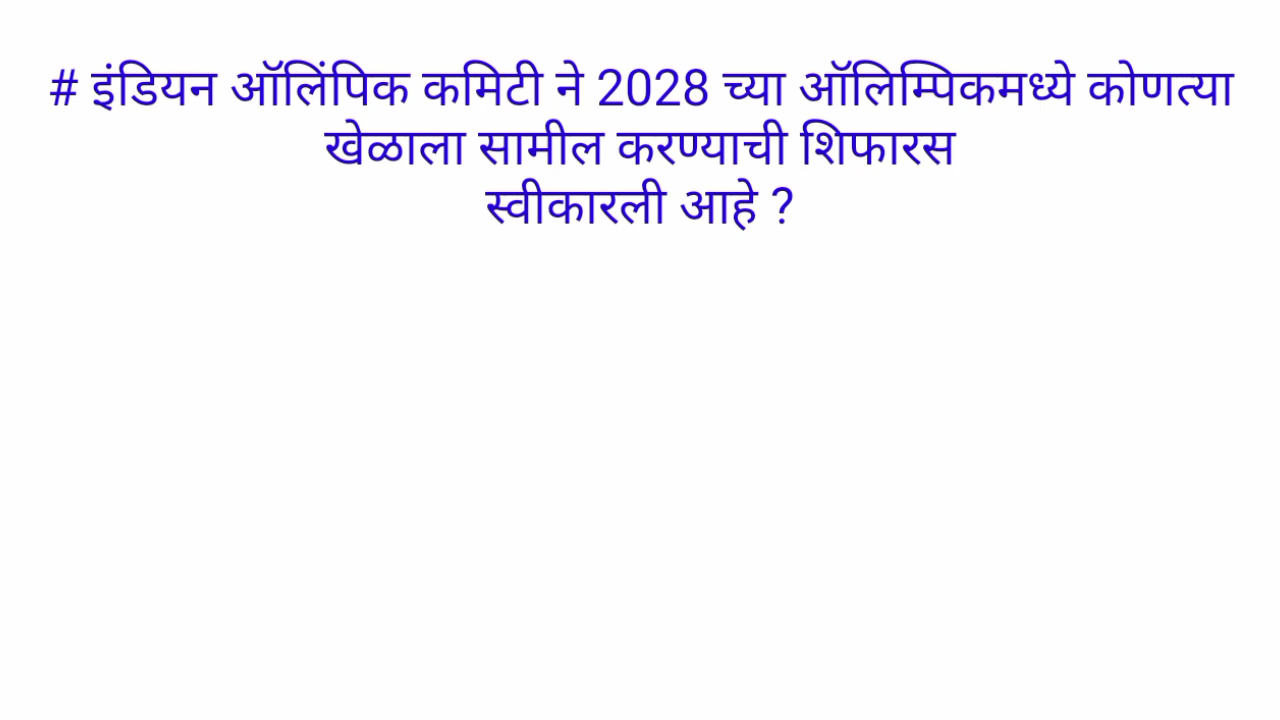 # इंडियन ऑलिंपिक कमिटी ने 2028 च्या ऑलिम्पिकमध्ये कोणत्या
खेळाला सामील करण्याची शिफारस
स्वीकारली आहे ?